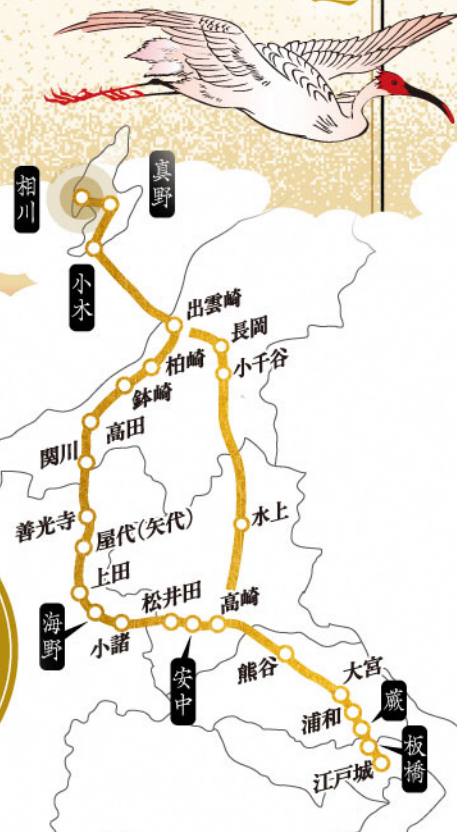 相川
真野
小木
出雲崎
長岡
小千谷
柏崎
鉢崎
高田
関川
善光寺
屋代(矢代)
水上
上田
海野
小諸
松井田
安中
高崎
熊谷
大宮
浦和
蕨
板橋
江戸城